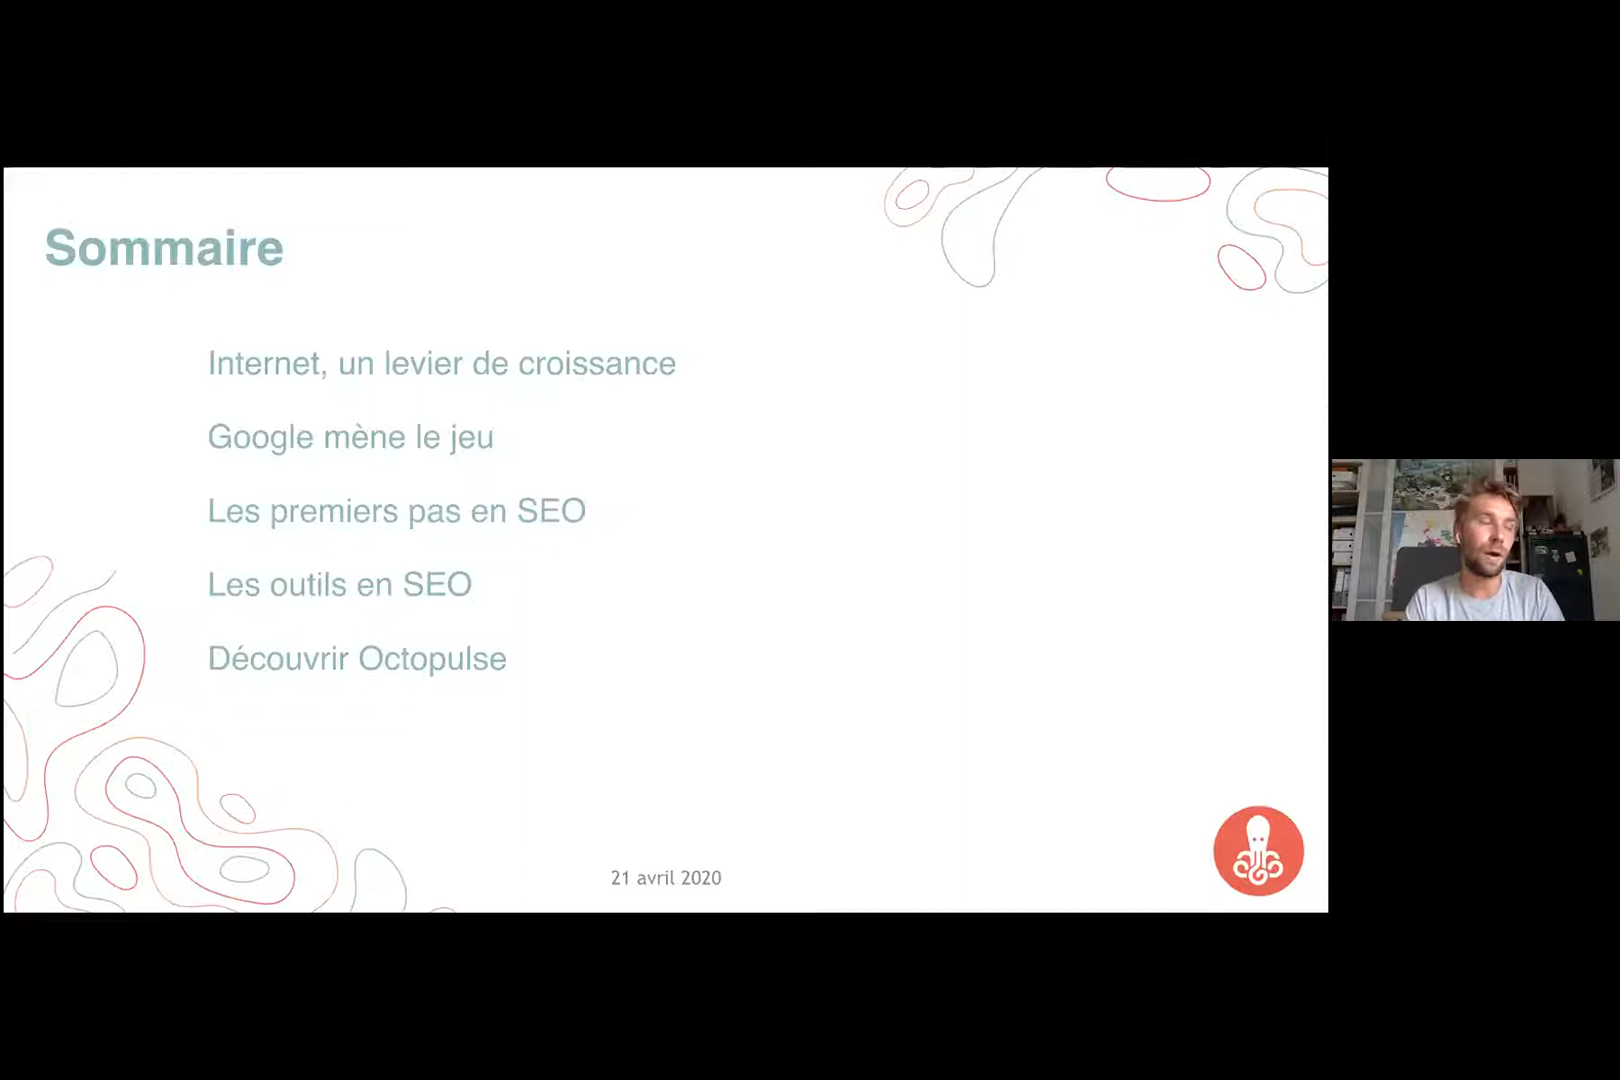 Sommaire
Internet, un levier de croissance
Google mène le jeu
Les premiers pas en SEO
Les outils en SEO
Découvrir Octopulse
21 avril 2020